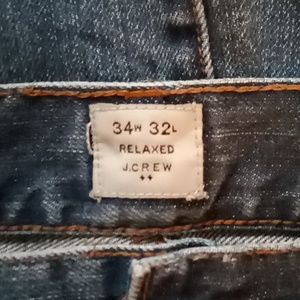 34W 32L
RELAXED
J.CREW
**